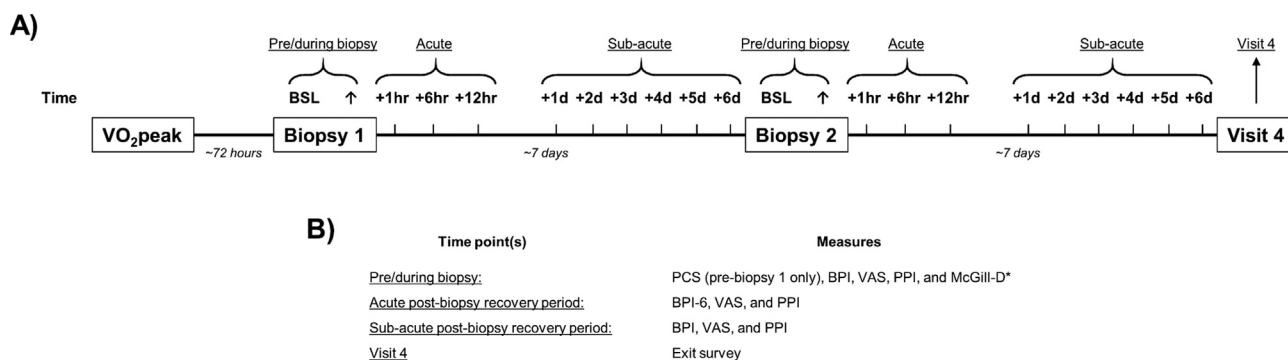 A)
Pre/during biopsy Acute Sub-acute Pre/during biopsy Acute Sub-acute Visit 4
Time BSL ↑ +1hr +6hr +12hr +1d +2d +3d +4d +5d +6d BSL ↑ +1hr +6hr +12hr +1d +2d +3d +4d +5d +6d
VO₂peak Biopsy 1 Biopsy 2 Visit 4
~72 hours ~7 days ~7 days
B)
Time point(s) Measures
Pre/during biopsy: PCS (pre-biopsy 1 only), BPI, VAS, PPI, and McGill-D*
Acute post-biopsy recovery period: BPI-6, VAS, and PPI
Sub-acute post-biopsy recovery period: BPI, VAS, and PPI
Visit 4 Exit survey